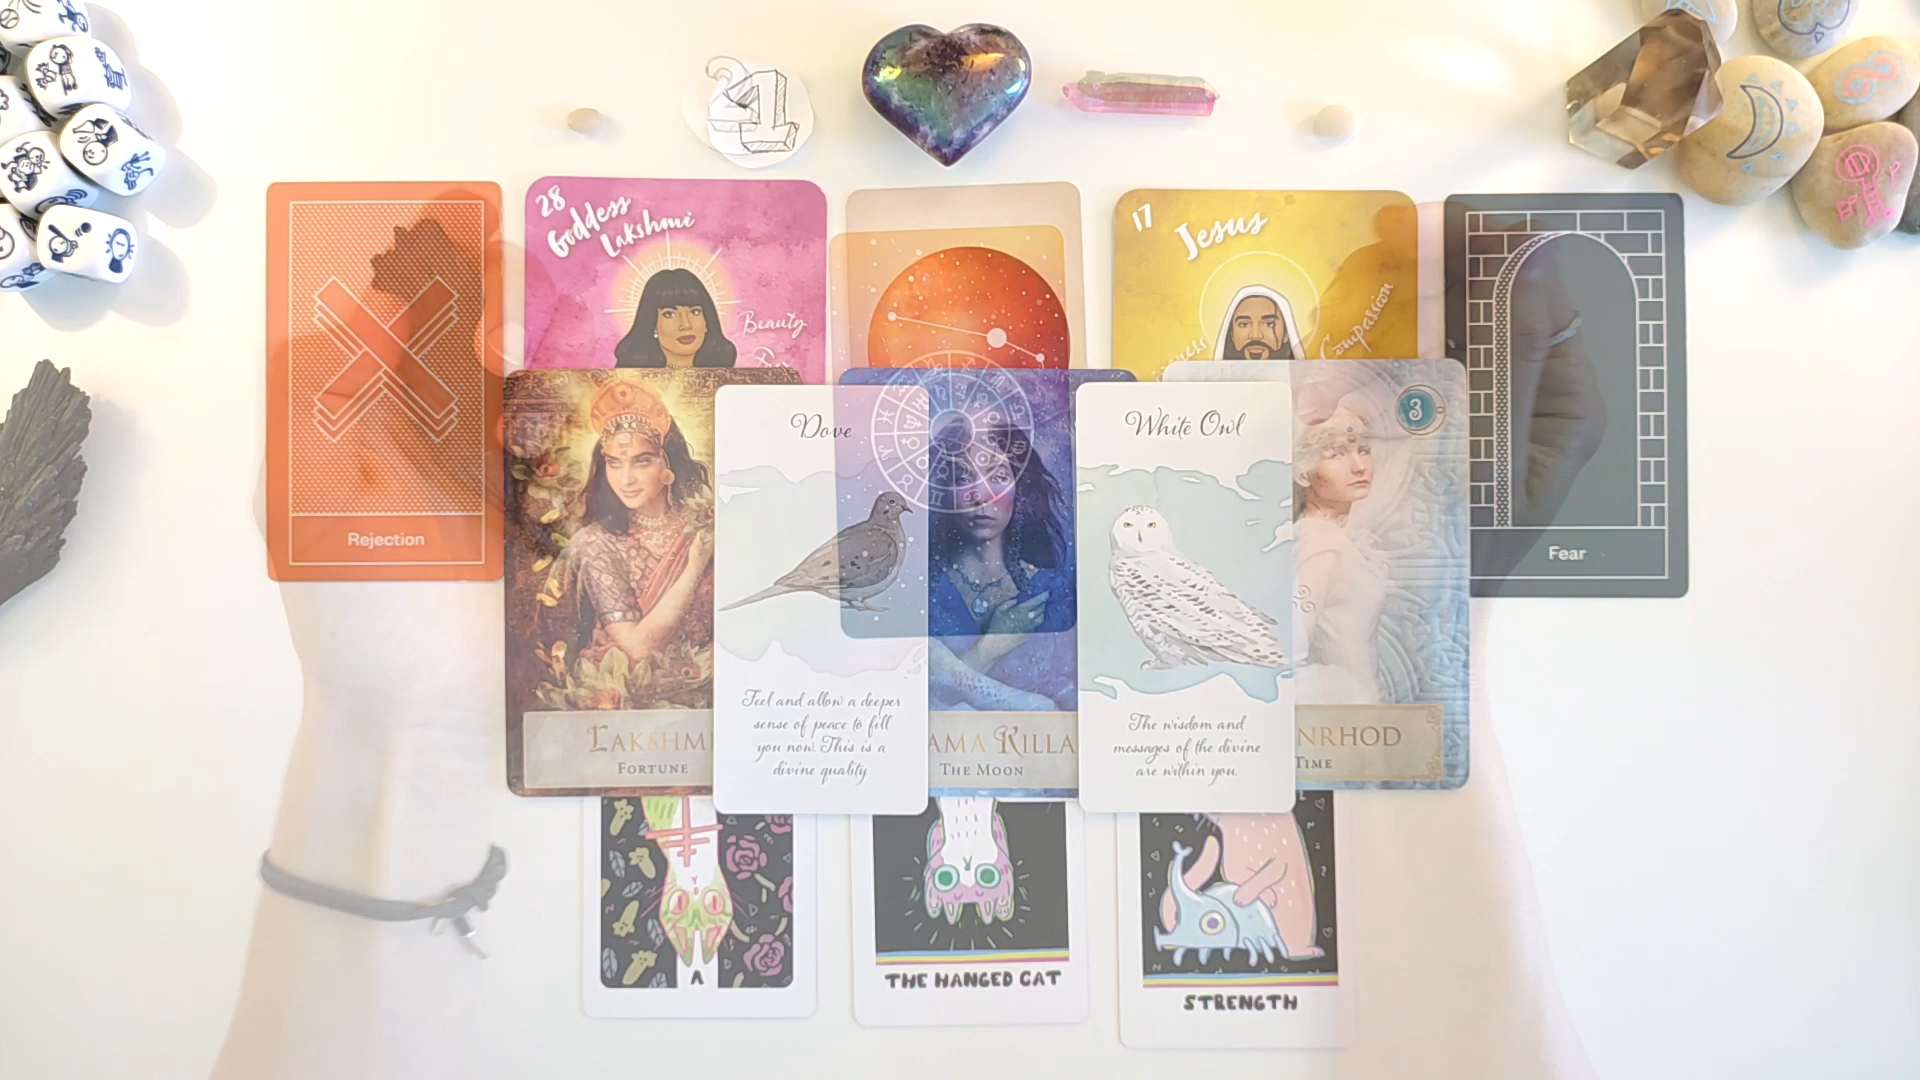 28
Goddess
Lakshmi
Beauty
17
Jesus
Compassion
Rejection
Fear
Dove
White Owl
3
Feel and allow a deeper
sense of peace to fill
you now. This is a
divine quality
The wisdom and
messages of the divine
are within you
LAKSHMI
FORTUNE
AMA KILLA
THE MOON
NRHOD
TIME
V
THE HANGED CAT
STRENGTH